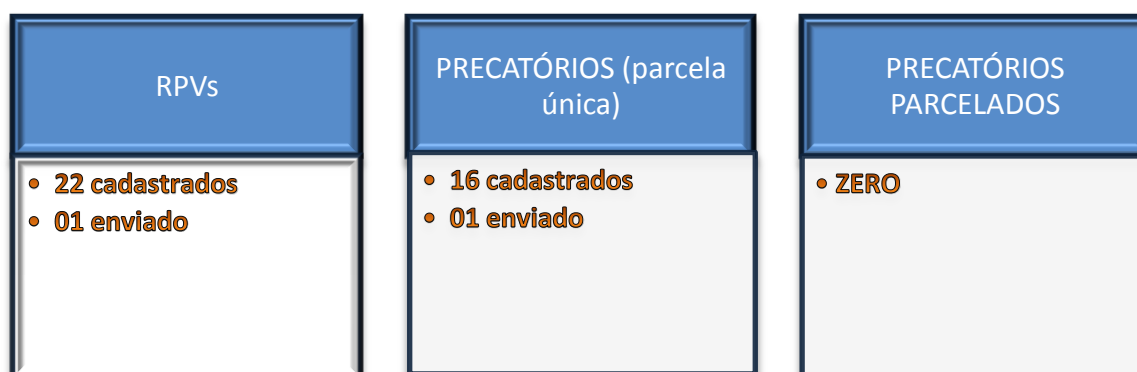 RPVs
• 22 cadastrados
• 01 enviado
PRECATÓRIOS (parcela
única)
• 16 cadastrados
• 01 enviado
PRECATÓRIOS
PARCELADOS
• ZERO